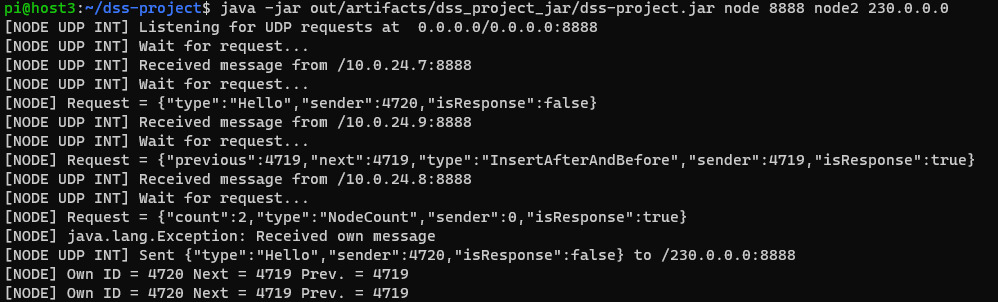 pi@host3:~/dss-project$ java -jar out/artifacts/dss_project_jar/dss-project.jar node 8888 node2 230.0.0.0
[NODE UDP INT] Listening for UDP requests at  0.0.0.0/0.0.0.0:8888
[NODE UDP INT] Wait for request...
[NODE UDP INT] Received message from /10.0.24.7:8888
[NODE UDP INT] Wait for request...
[NODE] Request = {"type":"Hello","sender":4720,"isResponse":false}
[NODE UDP INT] Received message from /10.0.24.9:8888
[NODE UDP INT] Wait for request...
[NODE] Request = {"previous":4719,"next":4719,"type":"InsertAfterAndBefore","sender":4719,"isResponse":true}
[NODE UDP INT] Received message from /10.0.24.8:8888
[NODE UDP INT] Wait for request...
[NODE] Request = {"count":2,"type":"NodeCount","sender":0,"isResponse":true}
[NODE] java.lang.Exception: Received own message
[NODE UDP INT] Sent {"type":"Hello","sender":4720,"isResponse":false} to /230.0.0.0:8888
[NODE] Own ID = 4720 Next = 4719 Prev. = 4719
[NODE] Own ID = 4720 Next = 4719 Prev. = 4719